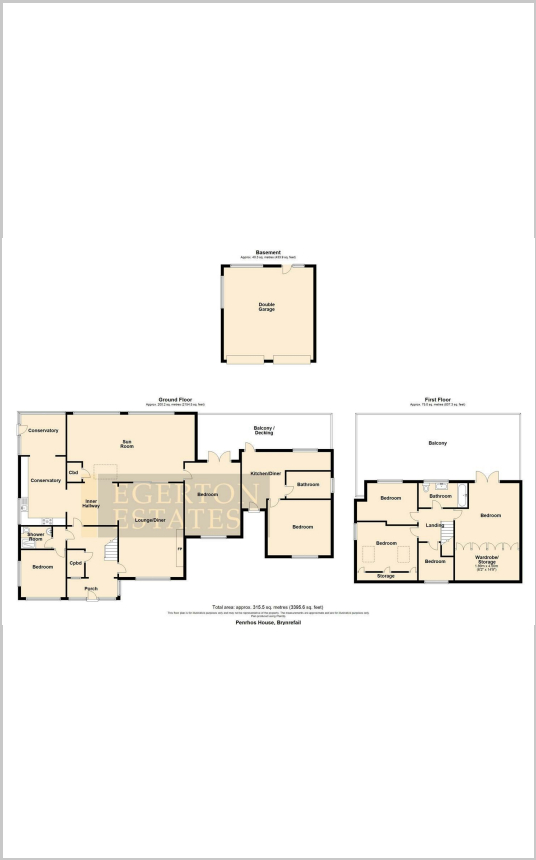 Basement
Double
Garage
Ground Floor
Conservatory
Sun
Room
Balcony /
Decking
Conservatory
Cbd
Kitchen/Diner
Bathroom
Inner
Hallway
Bedroom
EGERTON
ESTATES
Lounge/Diner
Bedroom
Shower
Room
FP
Bedroom
Cpbd
Porch
First Floor
Balcony
Bedroom
Bathroom
Bedroom
Landing
Bedroom
Wardrobe/
Storage
Bedroom
Storage
Total area: approx. 315.5 sq. metres (3395.6 sq. feet)
Penrhos House, Brynrefail